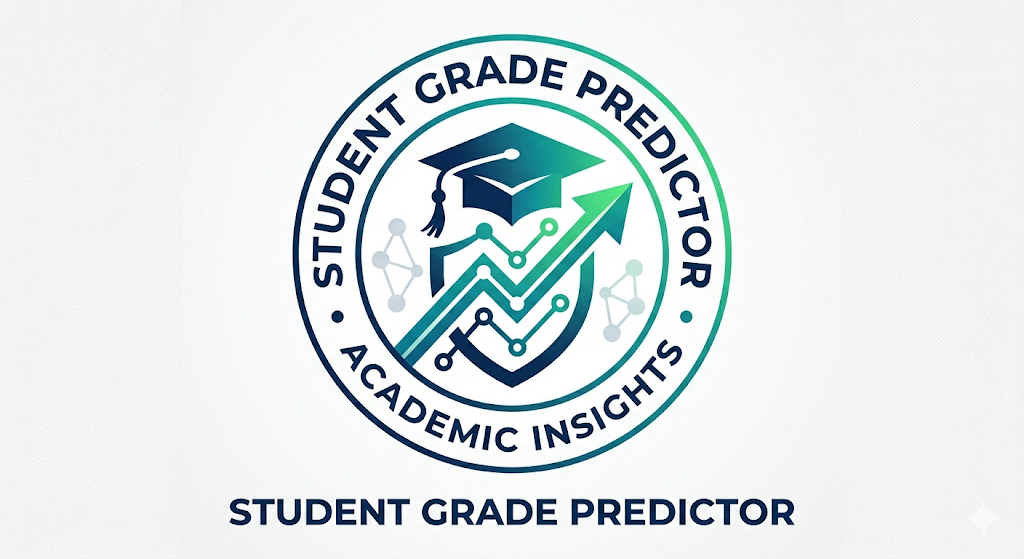 STUDENT GRADE PREDICTOR
• ACADEMIC INSIGHTS •
STUDENT GRADE PREDICTOR